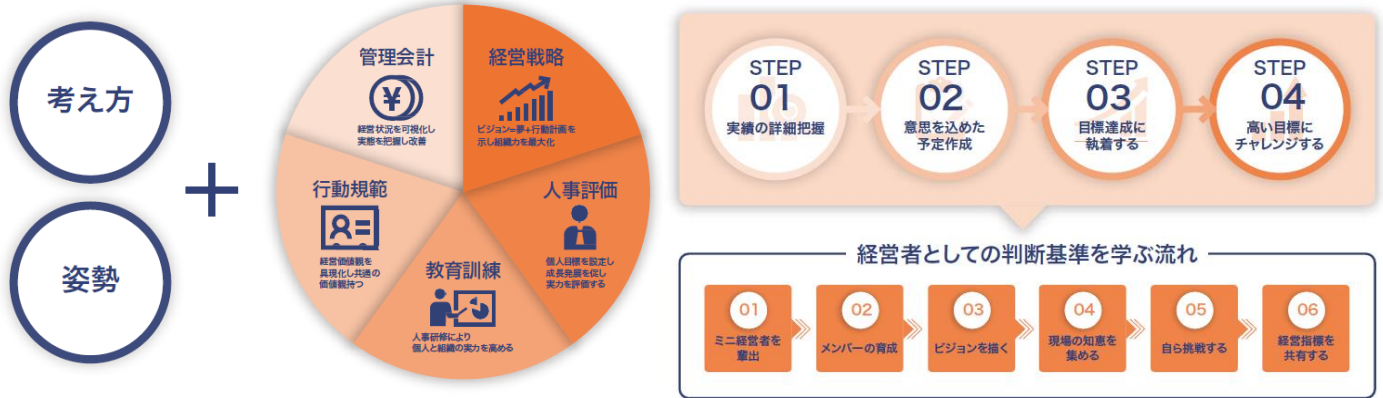 考え方
姿勢
+
管理会計
¥
経営状況を可視化し
実態を把握し改善
経営戦略
ビジョン=夢+行動計画を
示し組織力を最大化
行動規範
経営価値観を
具現化し共通の
価値観持つ
人事評価
個人目標を設定し
成長発展を促し
実力を評価する
教育訓練
人事研修により
個人と組織の実力を高める
STEP
01
実績の詳細把握
STEP
02
意思を込めた
予定作成
STEP
03
目標達成に
執着する
STEP
04
高い目標に
チャレンジする
経営者としての判断基準を学ぶ流れ
01
ミニ経営者を
輩出
02
メンバーの育成
03
ビジョンを描く
04
現場の知恵を
集める
05
自ら挑戦する
06
経営指標を
共有する